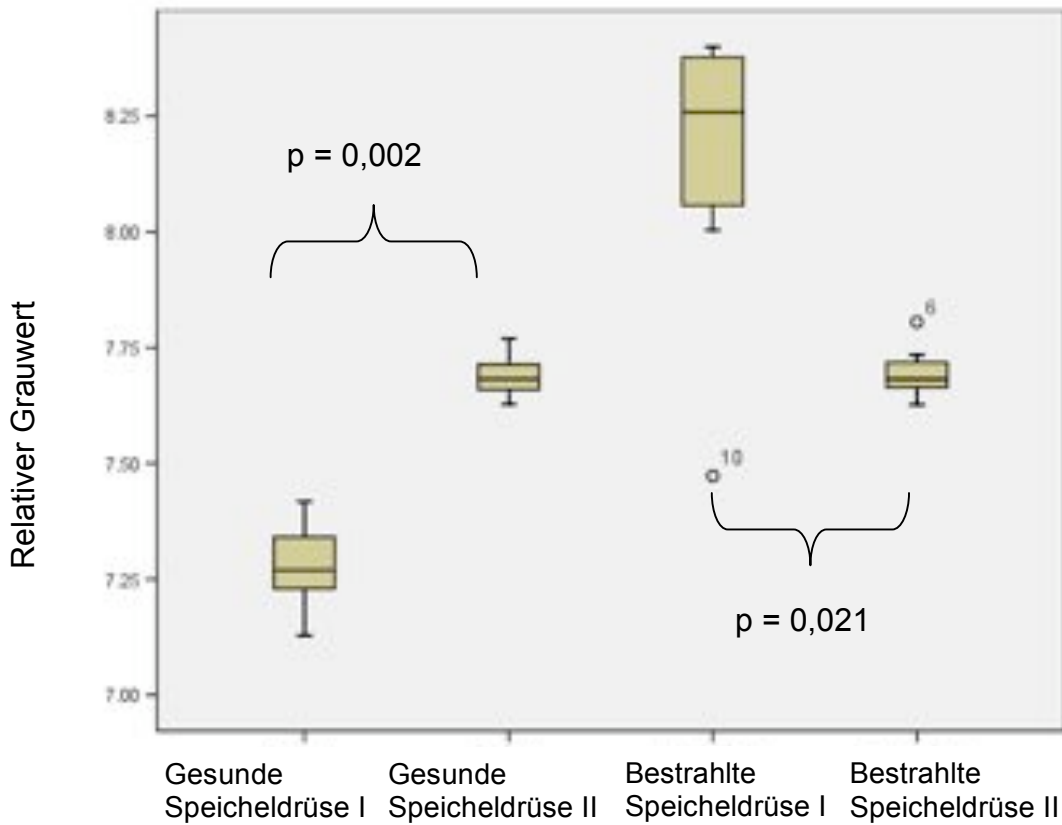 Relativer Grauwert
8.25
8.00
7.75
7.50
7.25
7.00
p = 0,002
p = 0,021
6
10
Gesunde
Speicheldrüse I
Gesunde
Speicheldrüse II
Bestrahlte
Speicheldrüse I
Bestrahlte
Speicheldrüse II